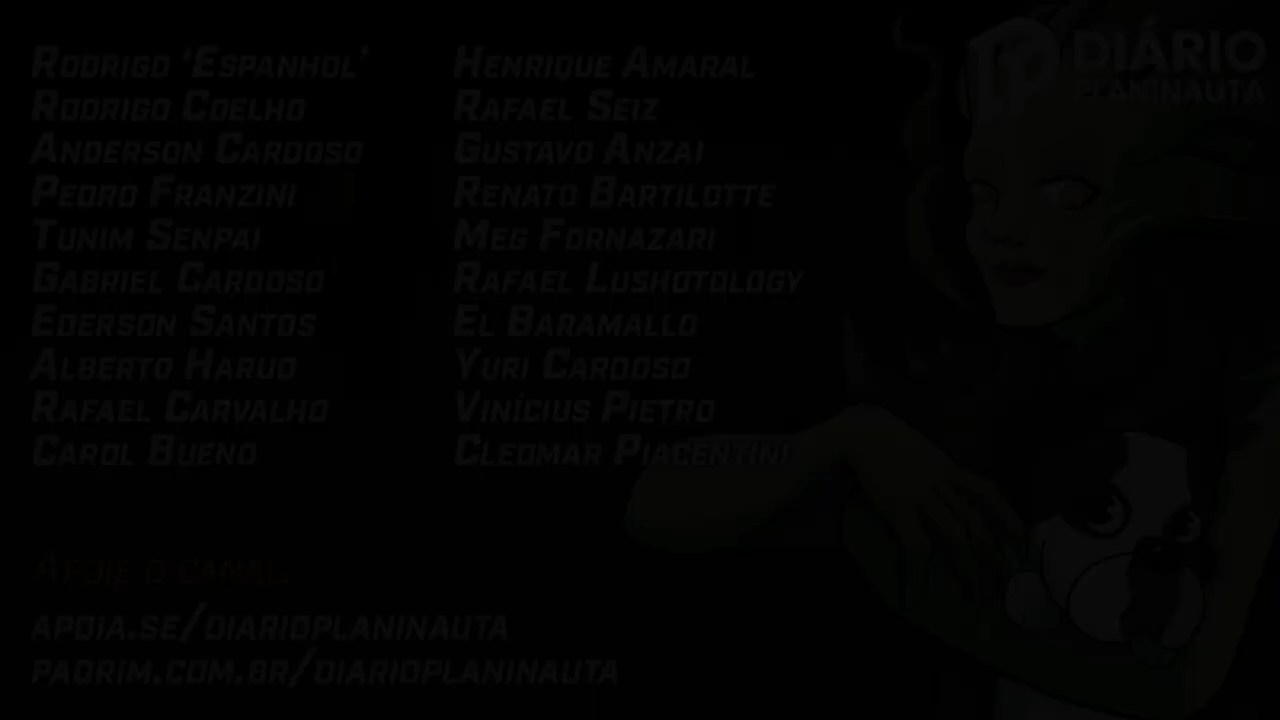 DIÁRIO
PLANINAUTA
Rodrigo 'Espanhol'
Rodrigo Coelho
Anderson Cardoso
Pedro Franzini
Tunim Senpai
Gabriel Cardoso
Ederson Santos
Alberto Haruo
Rafael Carvalho
Carol Bueno
Henrique Amaral
Rafael Seiz
Gustavo Anzai
Renato Bartilotte
Meg Fornazari
Rafael Lushotology
El Baramallo
Yuri Cardoso
Vinícius Pietro
Cleomar Piacentini
Apoie o canal
apoia.se/diarioplaninauta
padrim.com.br/diarioplaninauta